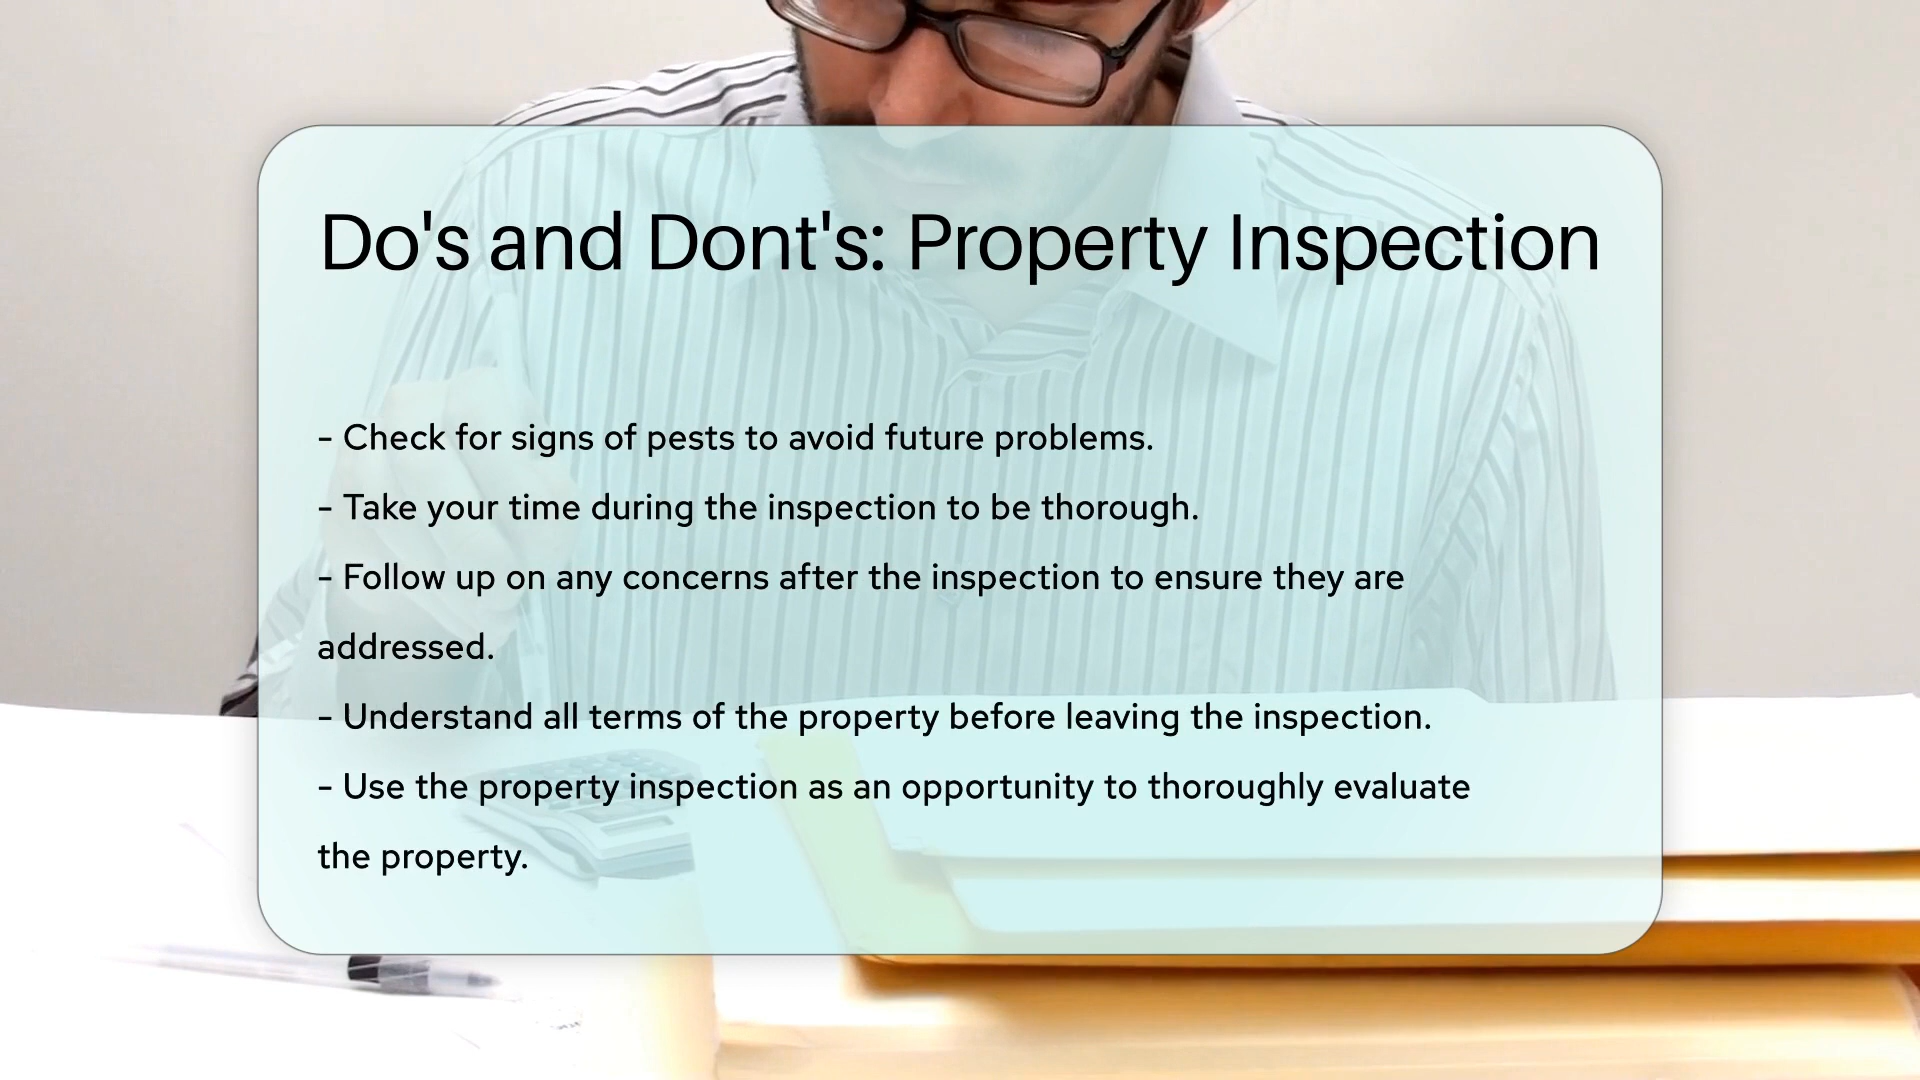 Do's and Dont's: Property Inspection
- Check for signs of pests to avoid future problems.
- Take your time during the inspection to be thorough.
- Follow up on any concerns after the inspection to ensure they are
addressed.
- Understand all terms of the property before leaving the inspection.
- Use the property inspection as an opportunity to thoroughly evaluate
the property.